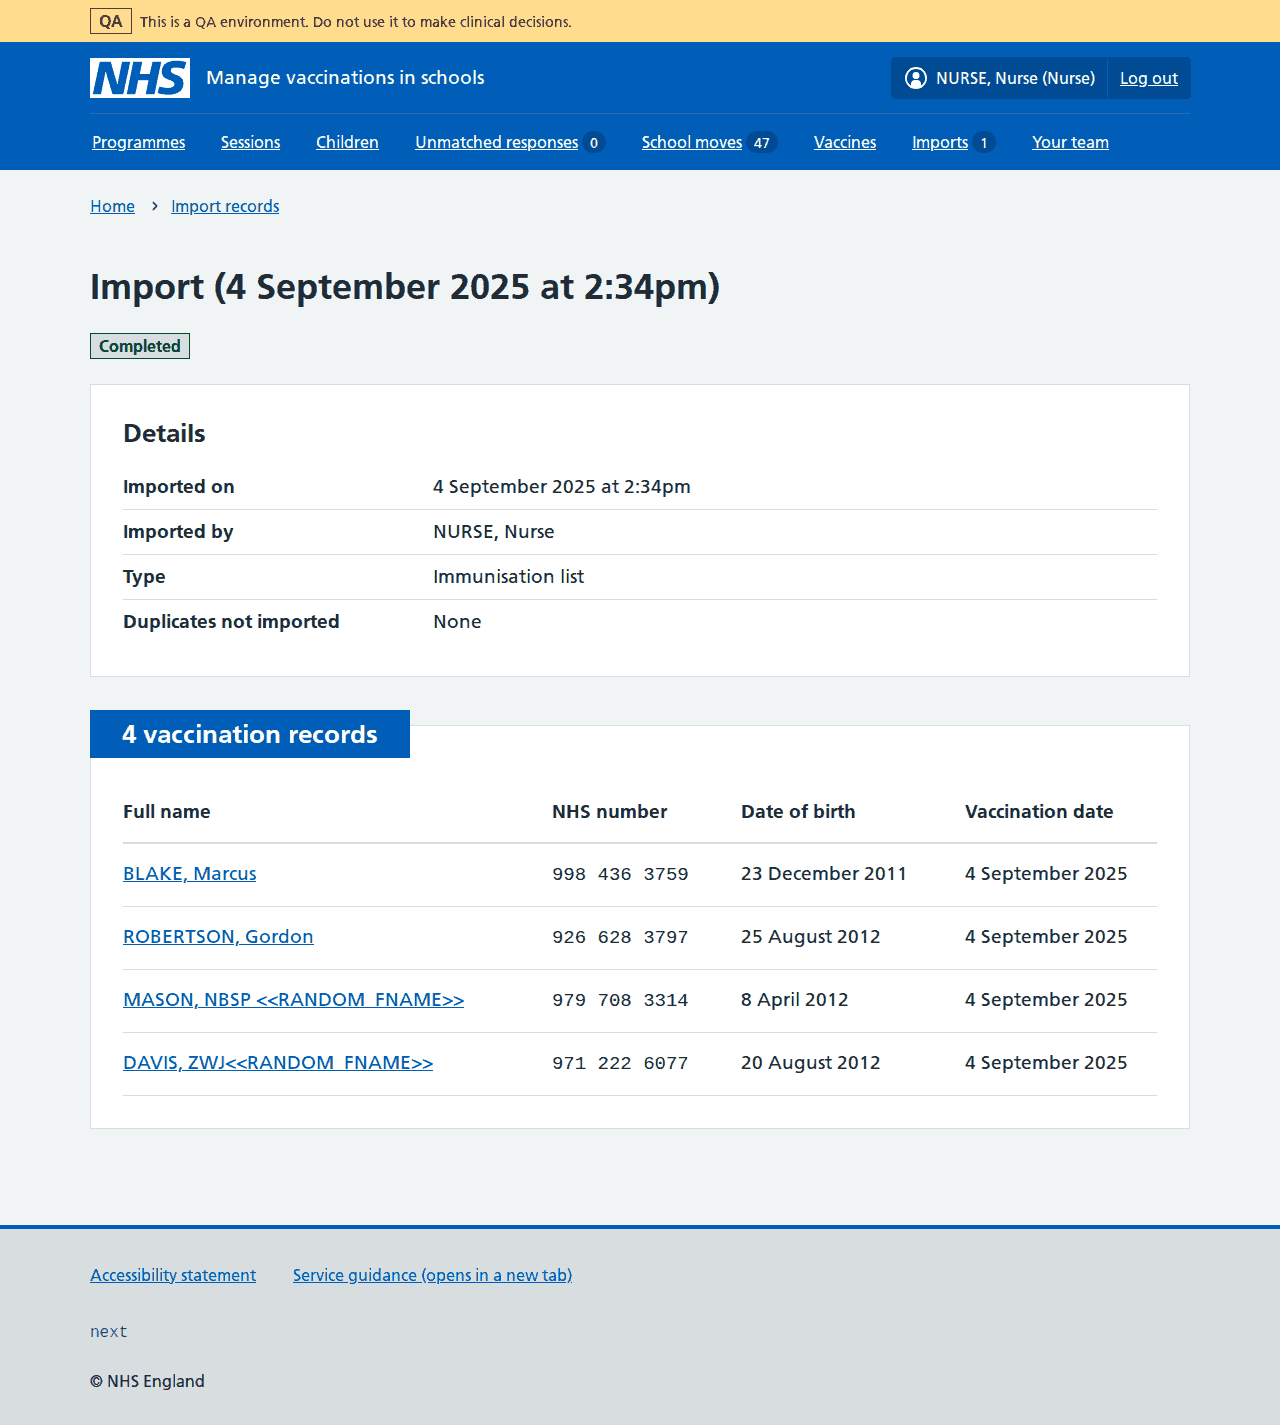 QA This is a QA environment. Do not use it to make clinical decisions.
NHS Manage vaccinations in schools NURSE, Nurse (Nurse) Log out
Programmes Sessions Children Unmatched responses 0 School moves 47 Vaccines Imports 1 Your team
Home Import records
Import (4 September 2025 at 2:34pm)
Completed
Details
Imported on 4 September 2025 at 2:34pm
Imported by NURSE, Nurse
Type Immunisation list
Duplicates not imported None
4 vaccination records
Full name NHS number Date of birth Vaccination date
BLAKE, Marcus 998 436 3759 23 December 2011 4 September 2025
ROBERTSON, Gordon 926 628 3797 25 August 2012 4 September 2025
MASON, NBSP <<RANDOM_FNAME>> 979 708 3314 8 April 2012 4 September 2025
DAVIS, ZWJ<<RANDOM_FNAME>> 971 222 6077 20 August 2012 4 September 2025
Accessibility statement Service guidance (opens in a new tab)
next
© NHS England